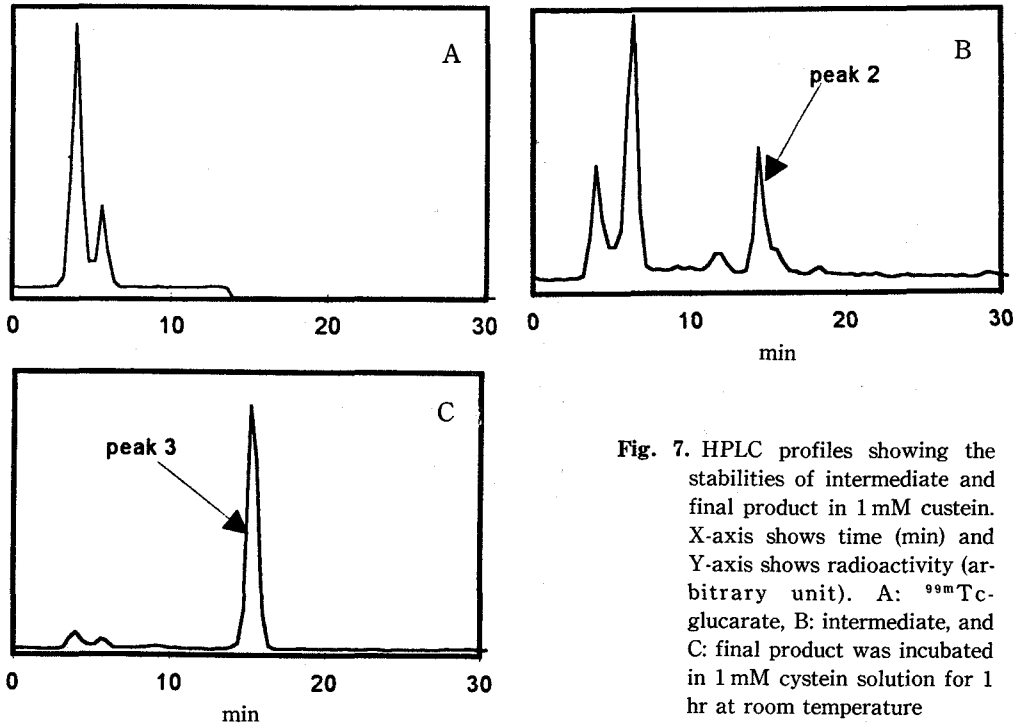 A
0 10 20 30
B
peak 2
0 10 20 30
min
C
peak 3
0 10 20 30
min
Fig. 7. HPLC profiles showing the
stabilities of intermediate and
final product in 1 mM custein.
X-axis shows time (min) and
Y-axis shows radioactivity (ar-
bitrary unit). A: ⁹⁹ᵐTc-
glucarate, B: intermediate, and
C: final product was incubated
in 1 mM cystein solution for 1
hr at room temperature